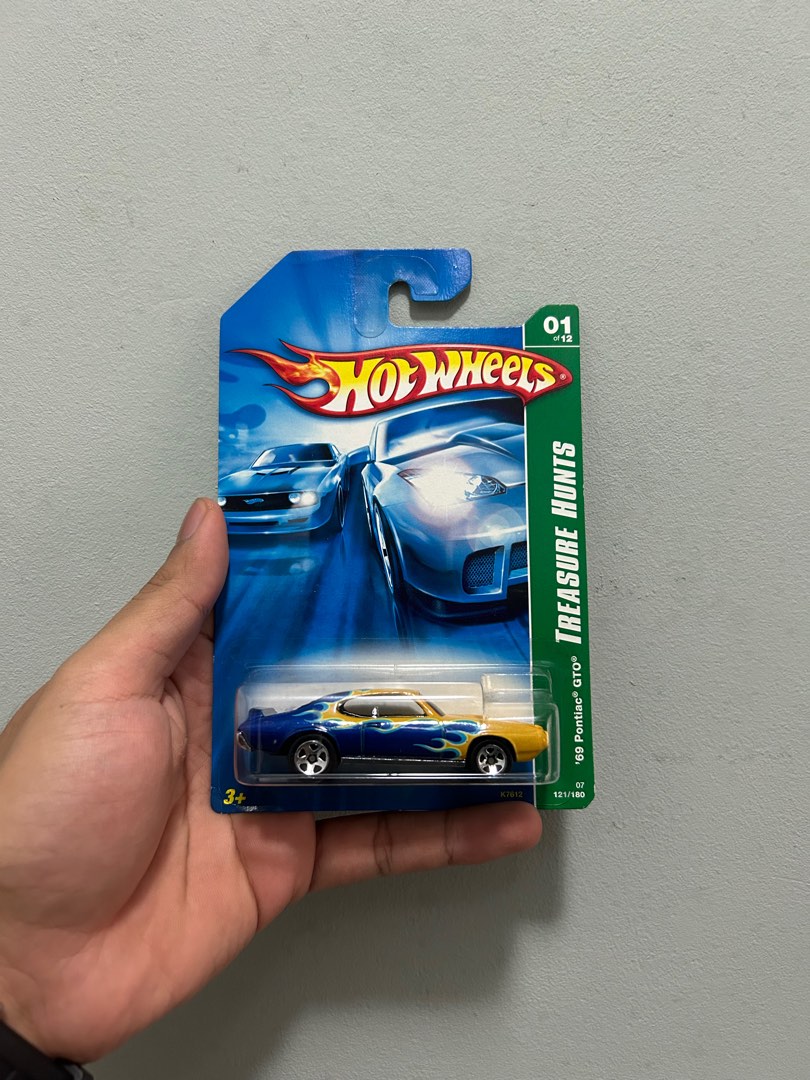 01
of 12
HOT WHEELS®
TREASURE HUNTS
'69 Pontiac® GTO®
3+
K7612
07
121/180